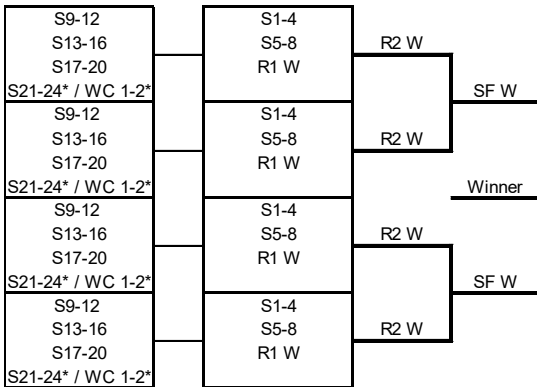 S9-12
S13-16
S17-20
S21-24* / WC 1-2*
S9-12
S13-16
S17-20
S21-24* / WC 1-2*
S9-12
S13-16
S17-20
S21-24* / WC 1-2*
S9-12
S13-16
S17-20
S21-24* / WC 1-2*
S1-4
S5-8
R1 W
S1-4
S5-8
R1 W
S1-4
S5-8
R1 W
S1-4
S5-8
R1 W
R2 W
R2 W
R2 W
R2 W
SF W
Winner
SF W